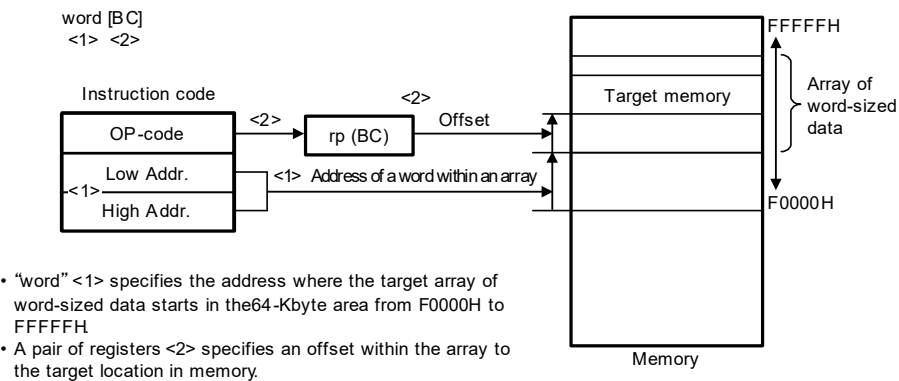 word [BC]
<1> <2>
FFFFFH
Instruction code
<2>
<2>
Target memory
Array of
word-sized
data
OP-code
rp (BC)
Offset
Low Addr.
<1>
<1> Address of a word within an array
High Addr.
F0000H
• “word” <1> specifies the address where the target array of
word-sized data starts in the64-Kbyte area from F0000H to
FFFFFH.
• A pair of registers <2> specifies an offset within the array to
the target location in memory.
Memory